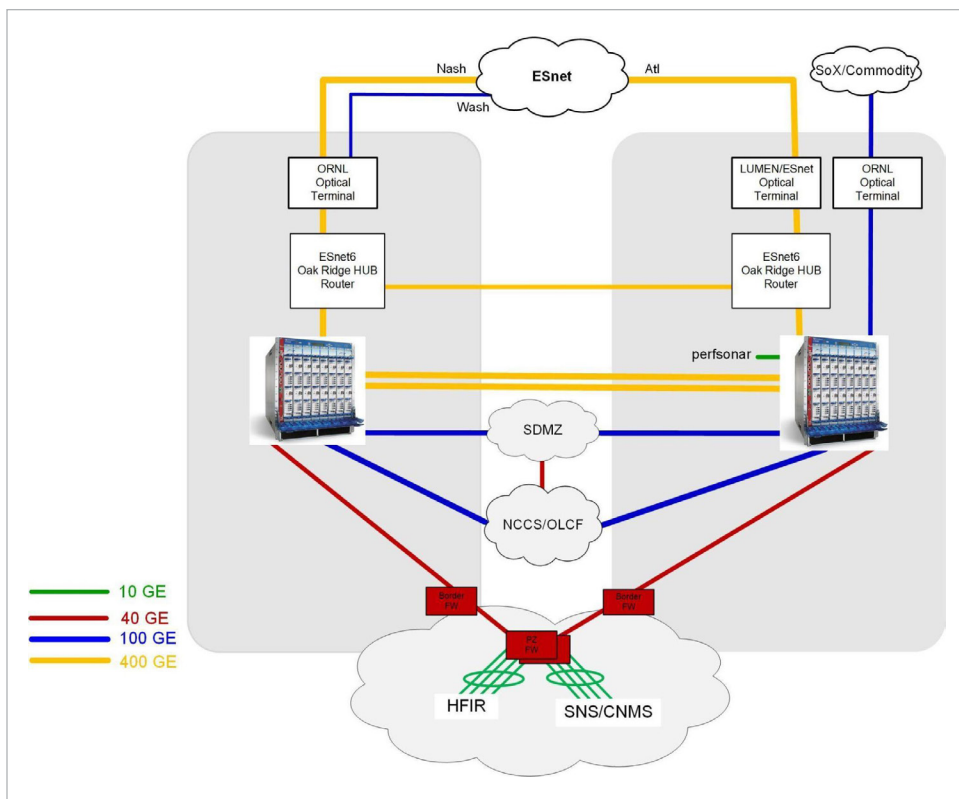 Nash
ESnet
Atl
SoX/Commodity
Wash
ORNL
Optical
Terminal
LUMEN/ESnet
Optical
Terminal
ORNL
Optical
Terminal
ESnet6
Oak Ridge HUB
Router
ESnet6
Oak Ridge HUB
Router
perfsonar
SDMZ
NCCS/OLCF
10 GE
40 GE
100 GE
400 GE
Border
FW
Border
FW
PZ
FW
HFIR
SNS/CNMS